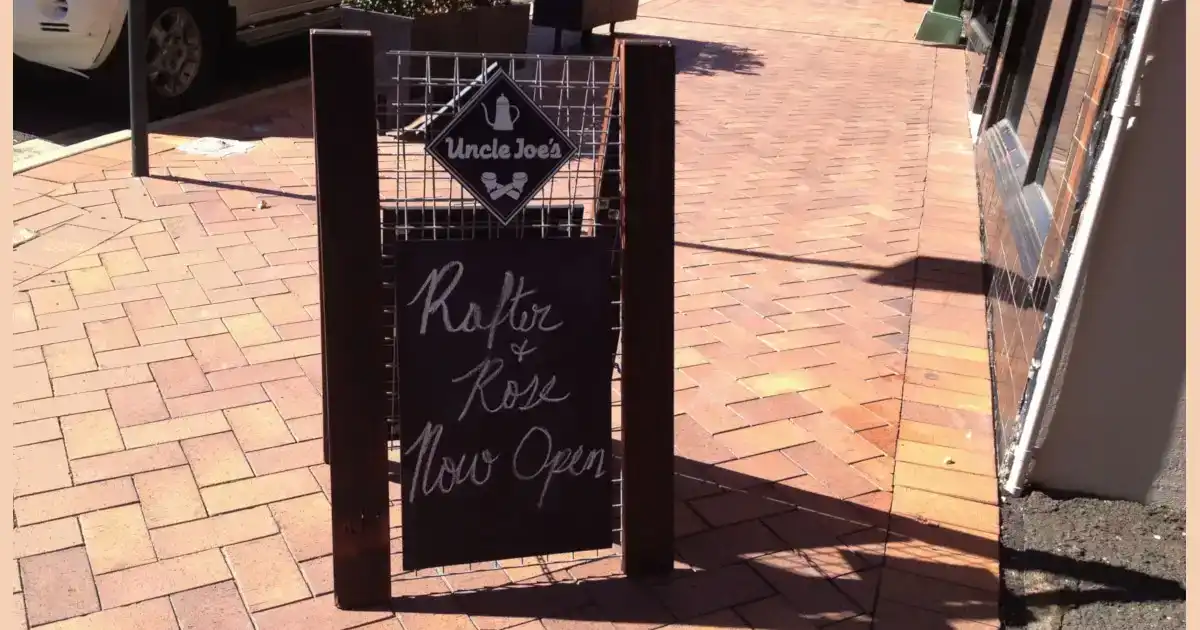 Uncle Joe's
Rafter
&
Rose
Now Open